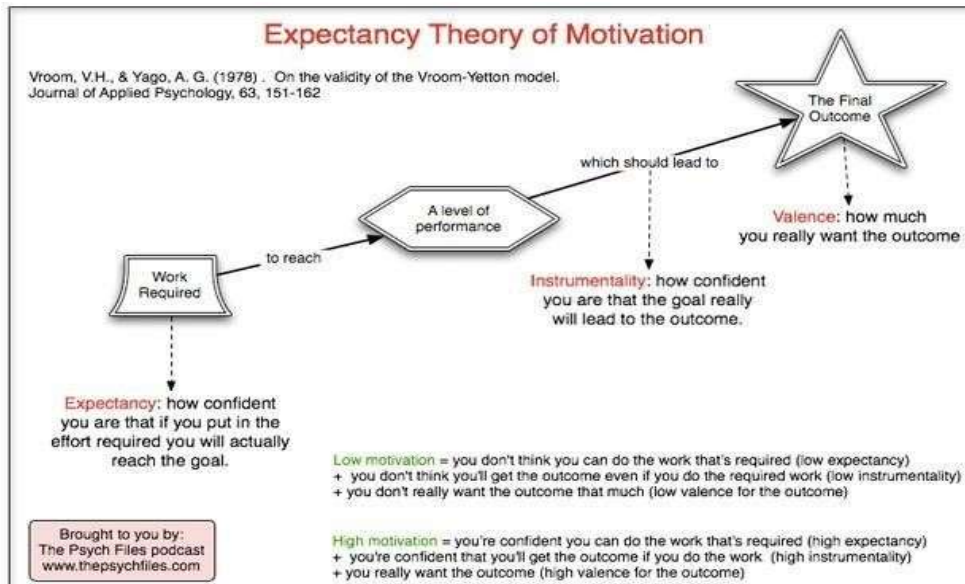 Expectancy Theory of Motivation
Vroom, V.H., & Yago, A. G. (1978) . On the validity of the Vroom-Yetton model.
Journal of Applied Psychology, 63, 151-162
The Final
Outcome
which should lead to
A level of
performance
Valence: how much
you really want the outcome
to reach
Work
Required
Instrumentality: how confident
you are that the goal really
will lead to the outcome.
Expectancy: how confident
you are that if you put in the
effort required you will actually
reach the goal.
Low motivation = you don't think you can do the work that's required (low expectancy)
+ you don't think you'll get the outcome even if you do the required work (low instrumentality)
+ you don't really want the outcome that much (low valence for the outcome)
High motivation = you're confident you can do the work that's required (high expectancy)
+ you're confident that you'll get the outcome if you do the work (high instrumentality)
+ you really want the outcome (high valence for the outcome)
Brought to you by:
The Psych Files podcast
www.thepsychfiles.com